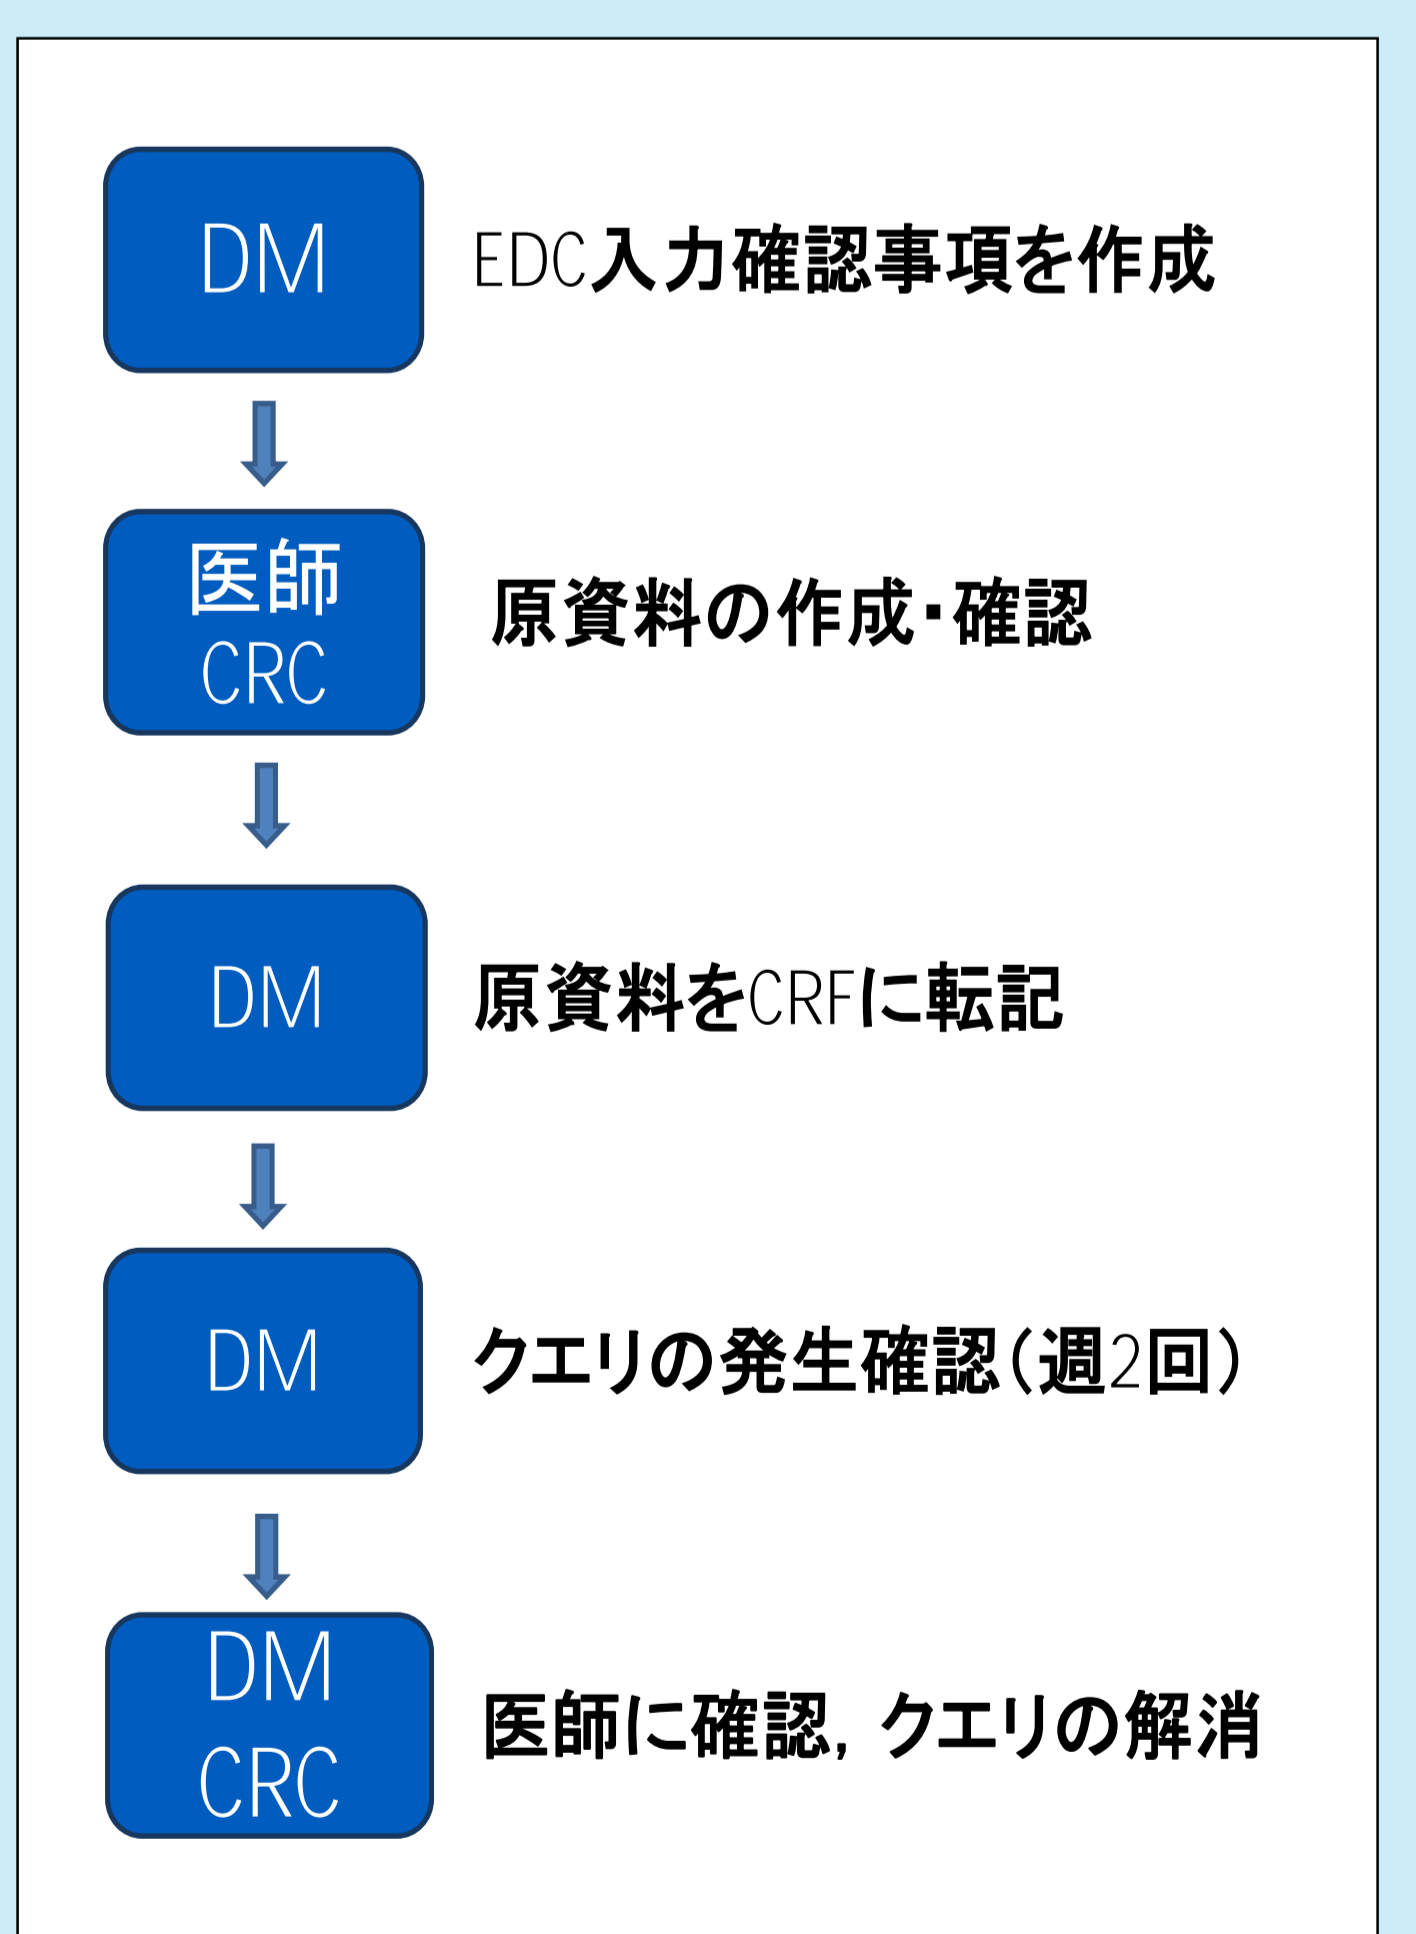 DM
EDC入力確認事項を作成
医師
CRC
原資料の作成・確認
DM
原資料をCRFに転記
DM
クエリの発生確認(週2回)
DM
CRC
医師に確認, クエリの解消